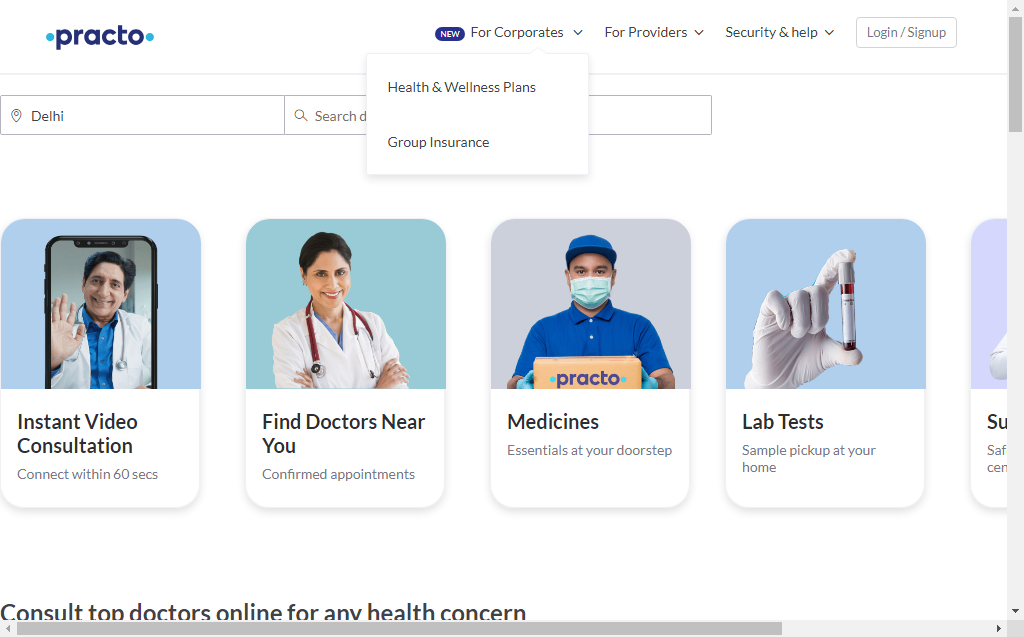 practo
NEW For Corporates
For Providers
Security & help
Login / Signup
Health & Wellness Plans
Group Insurance
Delhi
Search d
practo
Instant Video
Consultation
Connect within 60 secs
Find Doctors Near
You
Confirmed appointments
Medicines
Essentials at your doorstep
Lab Tests
Sample pickup at your
home
Su
Saf
cen
Consult top doctors online for any health concern